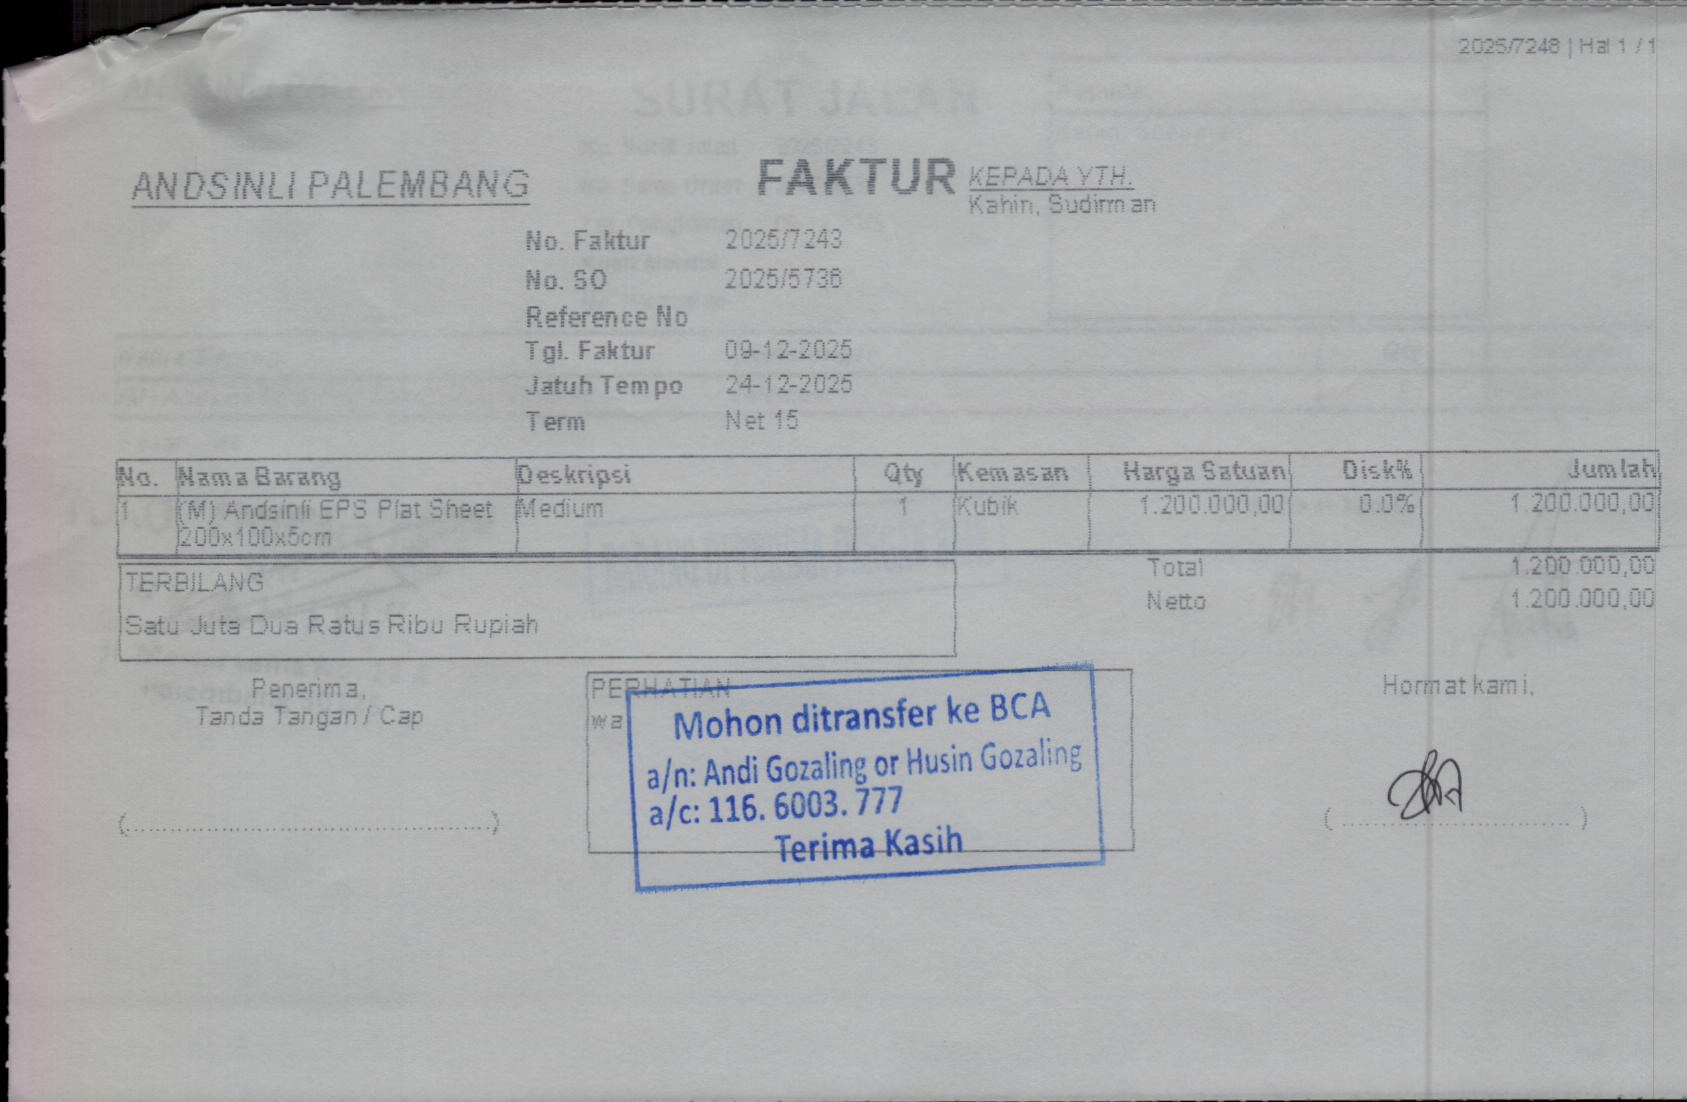 2025/7248 | Hal 1 / 1
SURAT JALAN
ANDSINLI PALEMBANG
FAKTUR
KEPADA YTH.
Kahin, Sudirman
No. Faktur 2025/7243
No. SO 2025/5736
Reference No
Tgl. Faktur 09-12-2025
Jatuh Tempo 24-12-2025
Term Net 15
No. Nama Barang Deskripsi Qty Kemasan Harga Satuan Disk% Jumlah
1 (M) Andsinli EPS Plat Sheet Medium 1 Kubik 1.200.000,00 0.0% 1.200.000,00
200x100x5cm
Total 1.200.000,00
Netto 1.200.000,00
TERBILANG
Satu Juta Dua Ratus Ribu Rupiah
Penerima,
Tanda Tangan / Cap
(........................................)
PERHATIAN
wa
Mohon ditransfer ke BCA
a/n: Andi Gozaling or Husin Gozaling
a/c: 116. 6003. 777
Terima Kasih
Hormat kami,
(........................................)